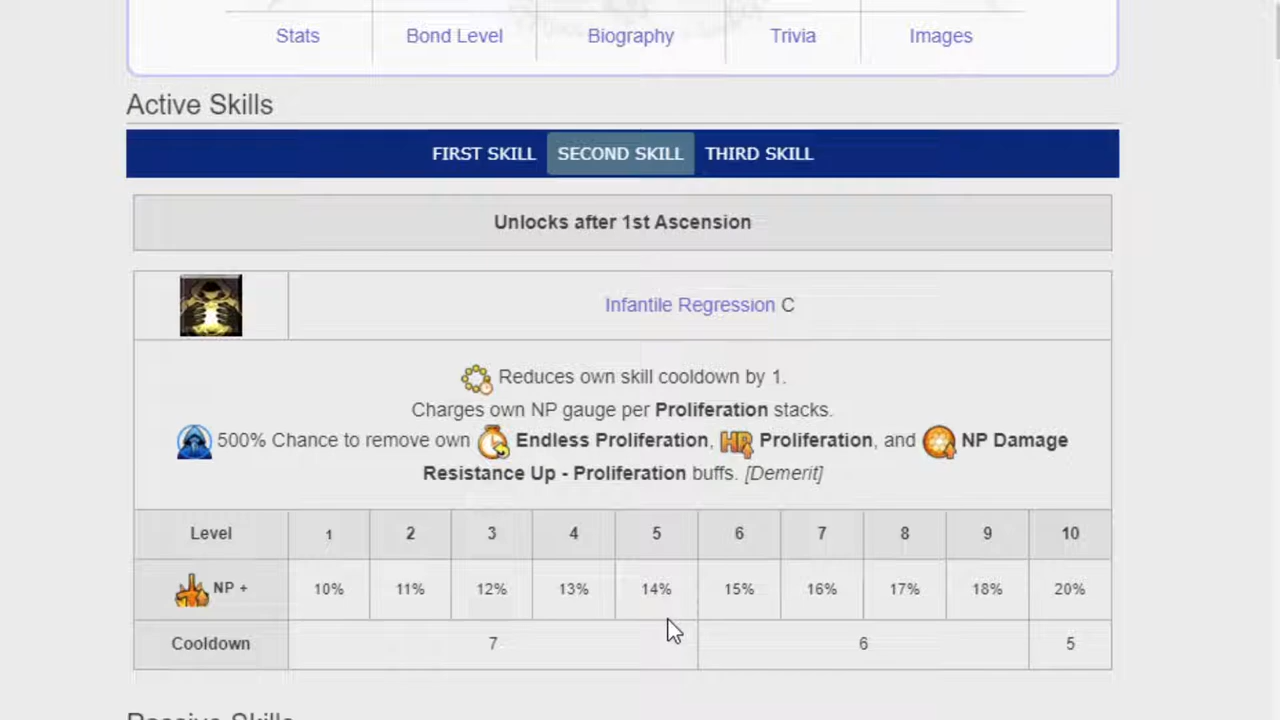 Stats Bond Level Biography Trivia Images
Active Skills
FIRST SKILL SECOND SKILL THIRD SKILL
Unlocks after 1st Ascension
Infantile Regression C
Reduces own skill cooldown by 1.
Charges own NP gauge per Proliferation stacks.
500% Chance to remove own Endless Proliferation, Proliferation, and NP Damage
Resistance Up - Proliferation buffs. [Demerit]
Level 1 2 3 4 5 6 7 8 9 10
NP + 10% 11% 12% 13% 14% 15% 16% 17% 18% 20%
Cooldown 7 6 5
Passive Skills